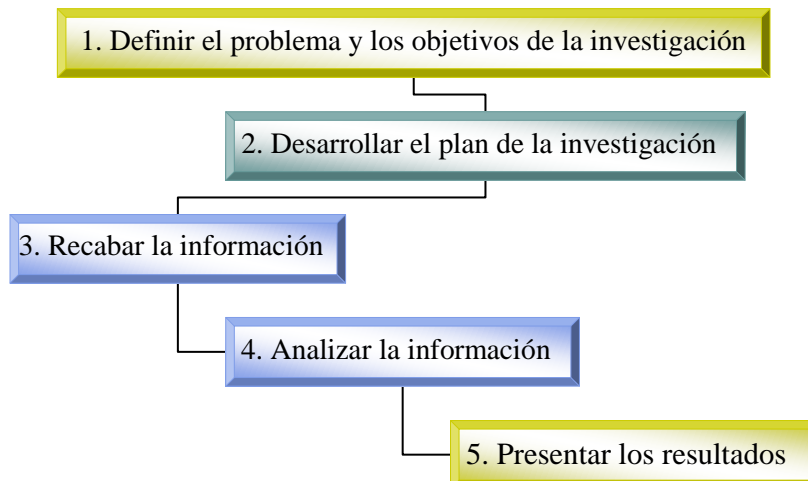 1. Definir el problema y los objetivos de la investigación
2. Desarrollar el plan de la investigación
3. Recabar la información
4. Analizar la información
5. Presentar los resultados